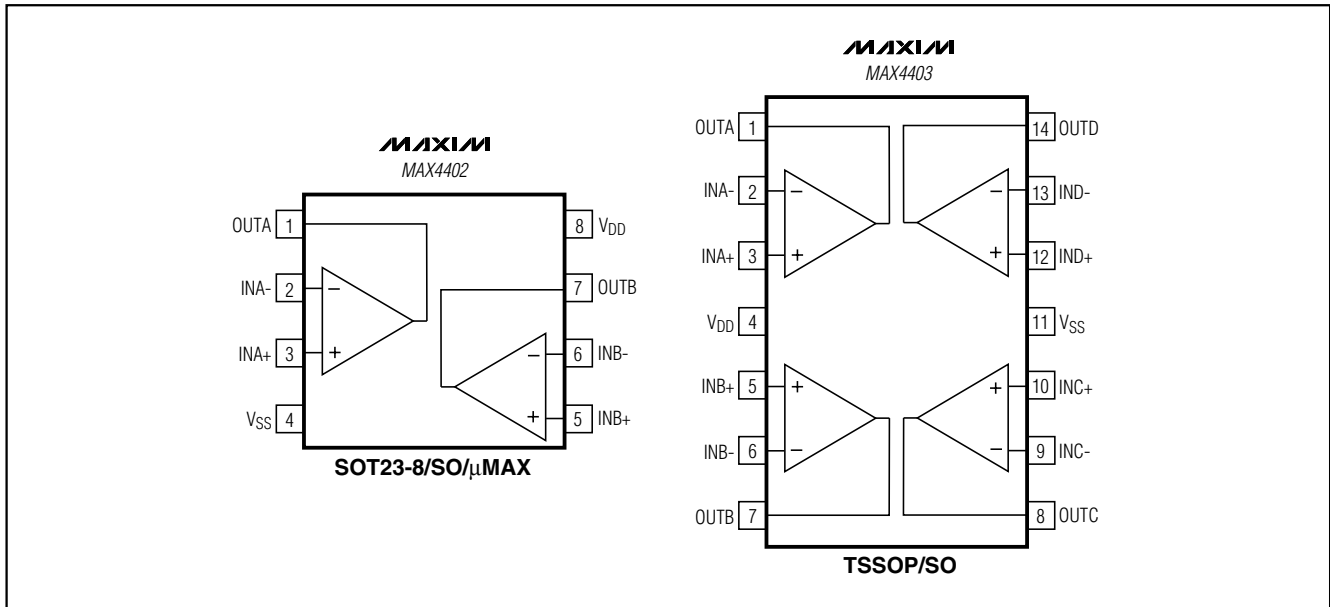 MAXIM
MAX4402
OUTA 1
8 VDD
INA- 2
7 OUTB
INA+ 3
6 INB-
VSS 4
5 INB+
− + − +
SOT23-8/SO/μMAX
MAXIM
MAX4403
OUTA 1
14 OUTD
INA- 2 −
− 13 IND-
INA+ 3 +
+ 12 IND+
VDD 4
11 VSS
INB+ 5 +
+ 10 INC+
INB- 6 −
− 9 INC-
OUTB 7
8 OUTC
TSSOP/SO